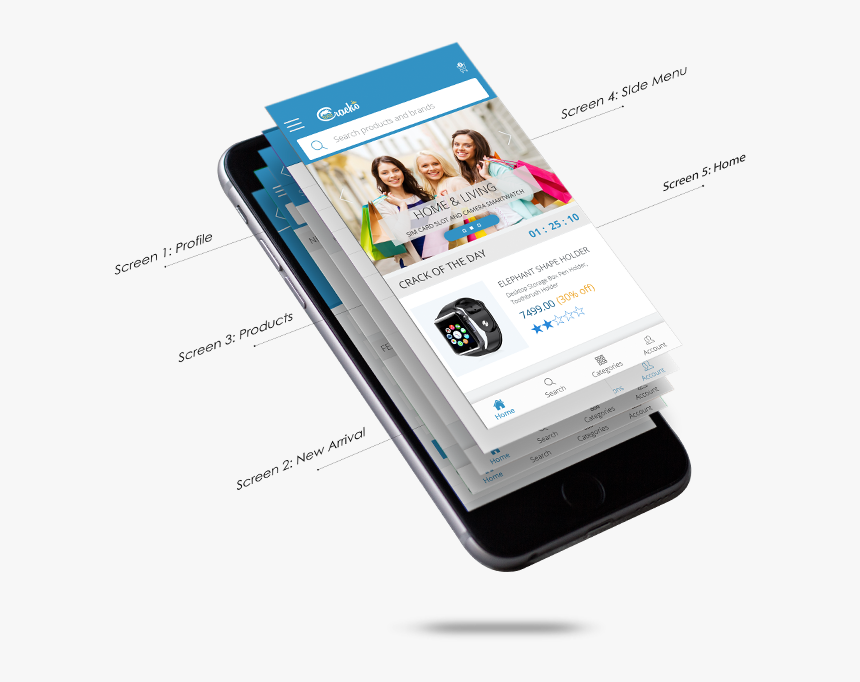 Craeko
Search products and brands
HOME & LIVING
SIM CARD SLOT AND CAMERA SMARTWATCH
CRACK OF THE DAY
01 : 25 : 10
ELEPHANT SHAPE HOLDER
Desktop Storage Box Pen Holder,
Toothbrush Holder
7499.00 (30% off)
Home
Search
Categories
Account
Account
Home
Search
Categories
Account
Home
Search
Categories
Account
Screen 4: Side Menu
Screen 5: Home
Screen 1: Profile
Screen 3: Products
Screen 2: New Arrival